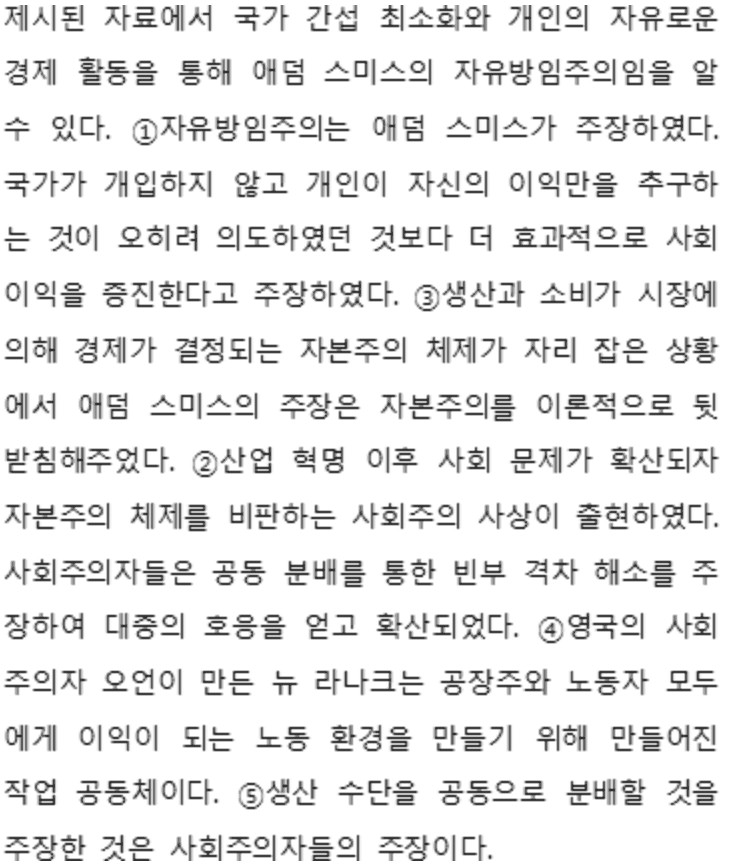 제시된 자료에서 국가 간섭 최소화와 개인의 자유로운
경제 활동을 통해 애덤 스미스의 자유방임주의임을 알
수 있다. ①자유방임주의는 애덤 스미스가 주장하였다.
국가가 개입하지 않고 개인이 자신의 이익만을 추구하
는 것이 오히려 의도하였던 것보다 더 효과적으로 사회
이익을 증진한다고 주장하였다. ③생산과 소비가 시장에
의해 경제가 결정되는 자본주의 체제가 자리 잡은 상황
에서 애덤 스미스의 주장은 자본주의를 이론적으로 뒷
받침해주었다. ②산업 혁명 이후 사회 문제가 확산되자
자본주의 체제를 비판하는 사회주의 사상이 출현하였다.
사회주의자들은 공동 분배를 통한 빈부 격차 해소를 주
장하여 대중의 호응을 얻고 확산되었다. ④영국의 사회
주의자 오언이 만든 뉴 라나크는 공장주와 노동자 모두
에게 이익이 되는 노동 환경을 만들기 위해 만들어진
작업 공동체이다. ⑤생산 수단을 공동으로 분배할 것을
주장한 것은 사회주의자들의 주장이다.